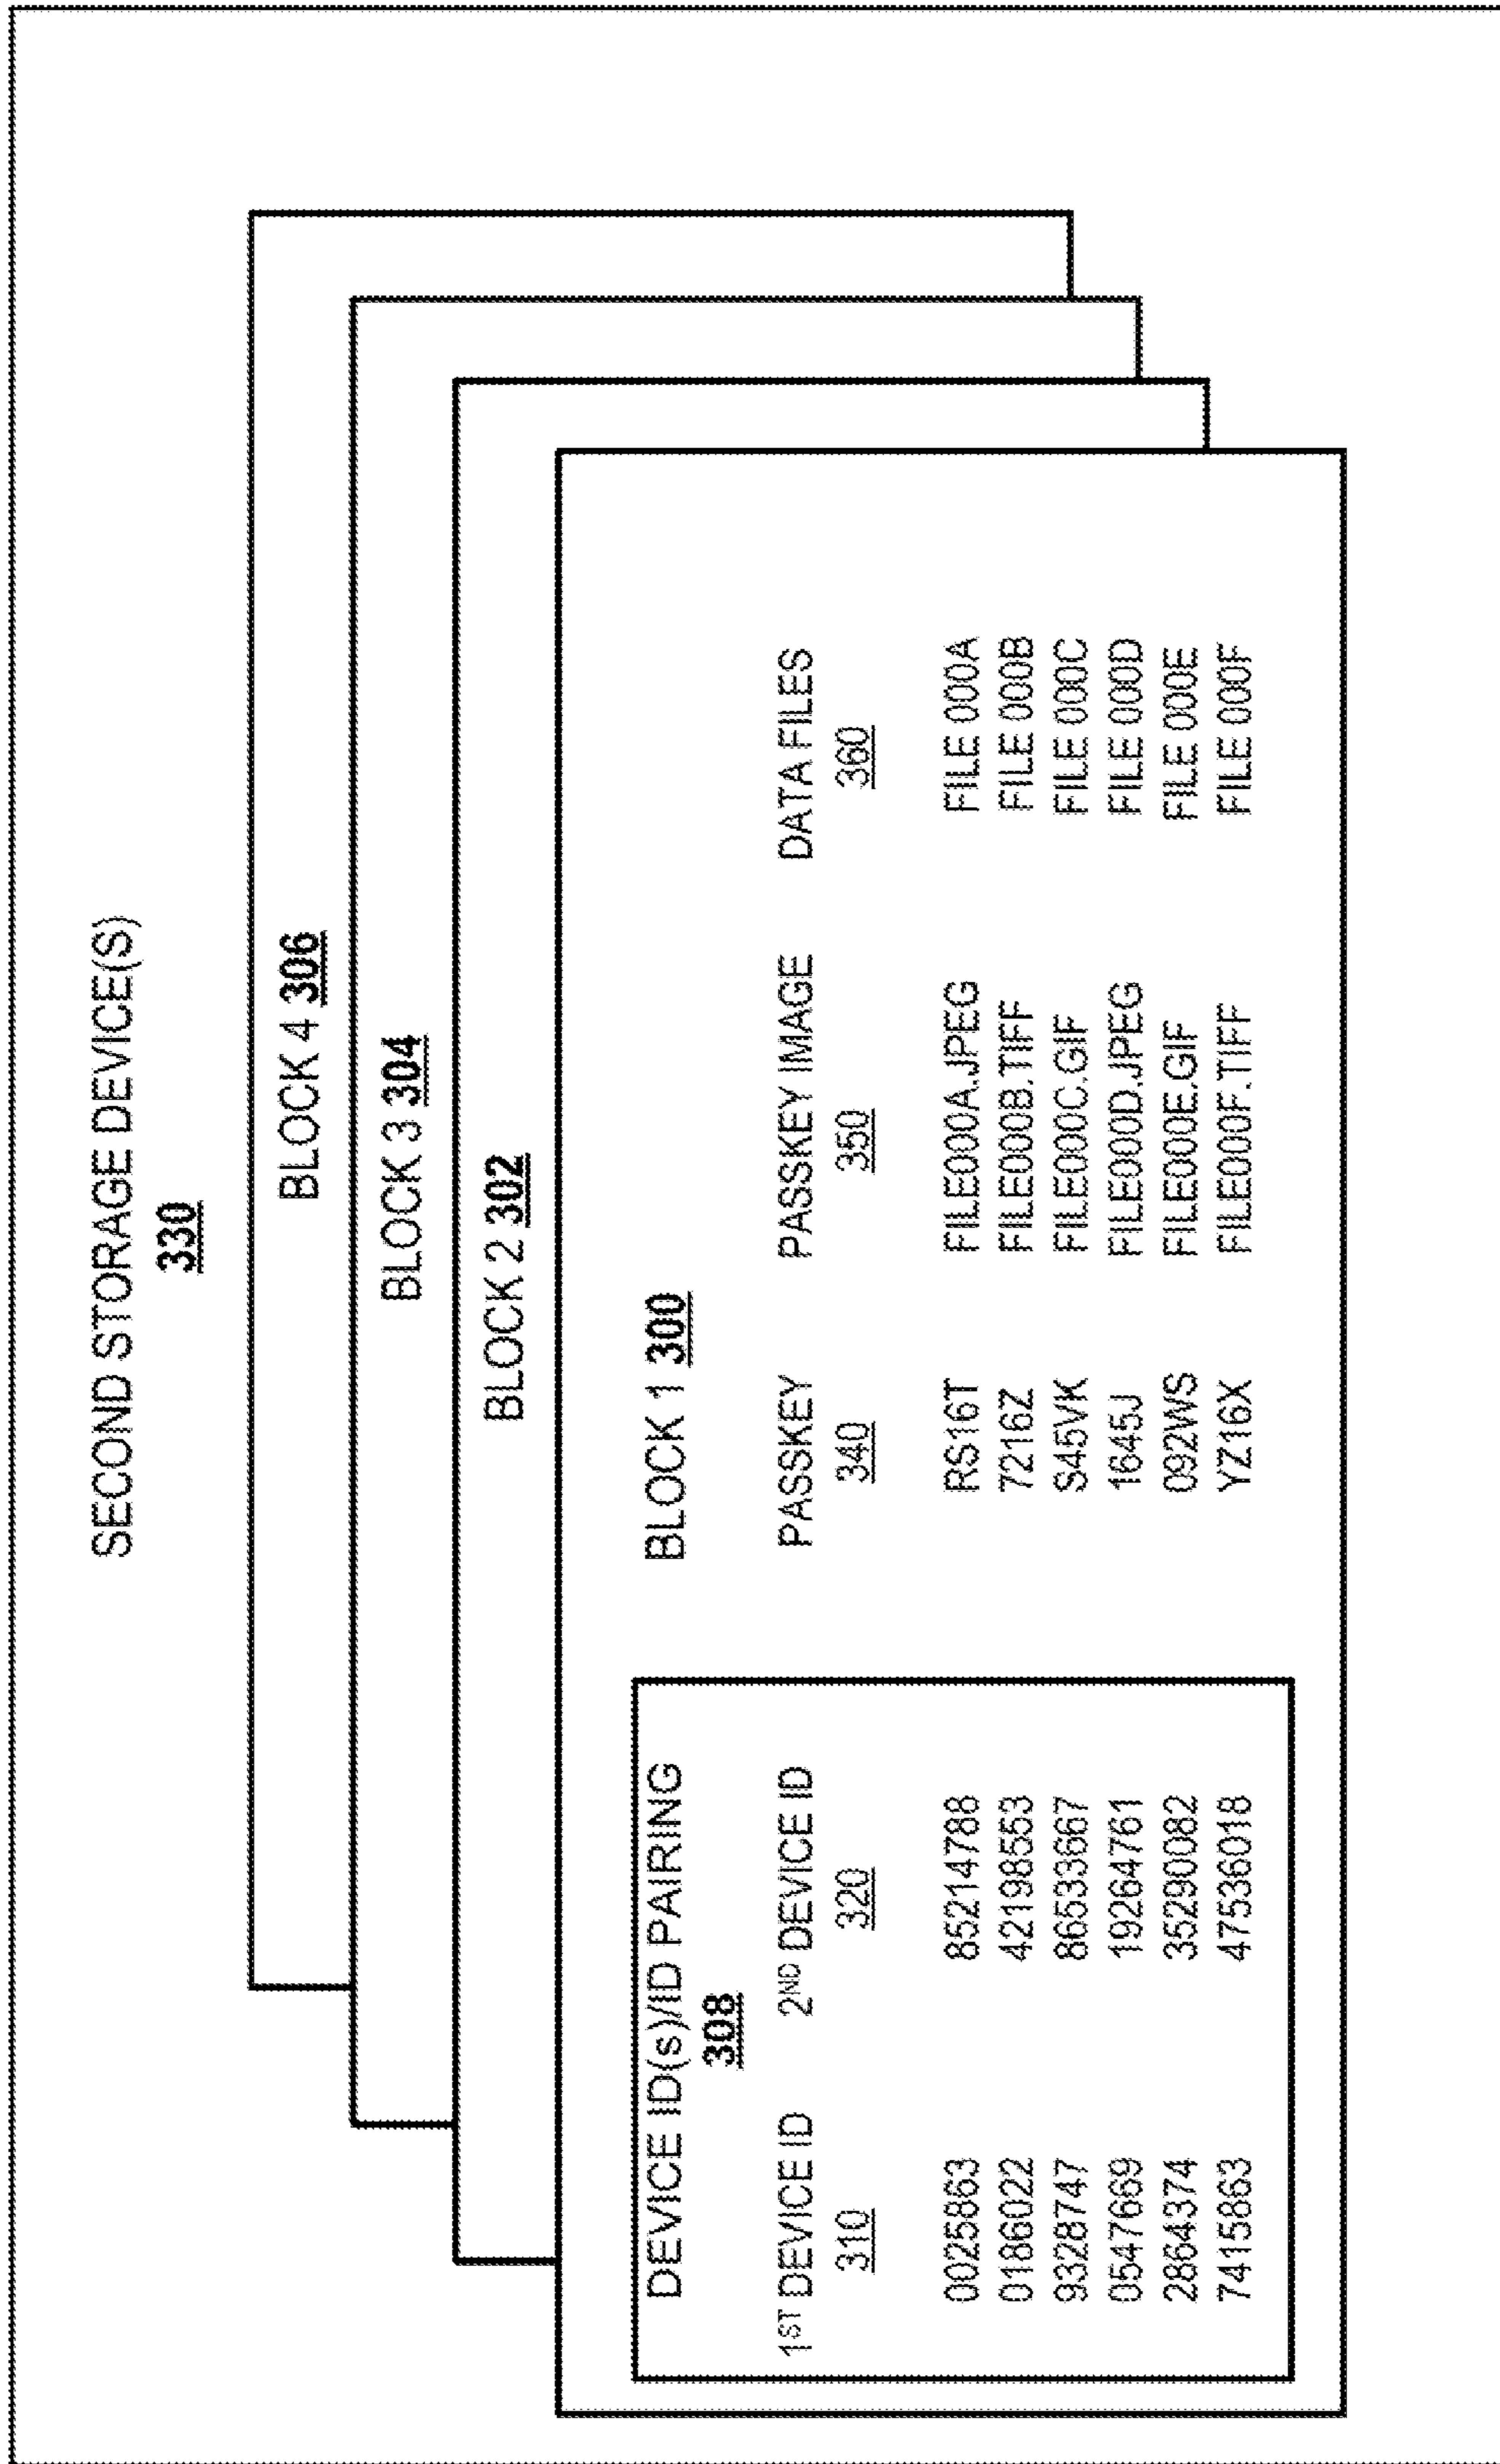 SECOND STORAGE DEVICE(S)
330
BLOCK 4 306
BLOCK 3 304
BLOCK 2 302
BLOCK 1 300
DEVICE ID(s)/ID PAIRING
308
1ST DEVICE ID 2ND DEVICE ID PASSKEY PASSKEY IMAGE DATA FILES
310 320 340 350 360
0025863 85214788 RS16T FILE000A.JPEG FILE 000A
0186022 42198553 7216Z FILE000B.TIFF FILE 000B
9328747 86533667 S45VK FILE000C.GIF FILE 000C
0547669 19264761 1645J FILE000D.JPEG FILE 000D
2864374 35290082 092WS FILE000E.GIF FILE 000E
7415863 47536018 YZ16X FILE000F.TIFF FILE 000F